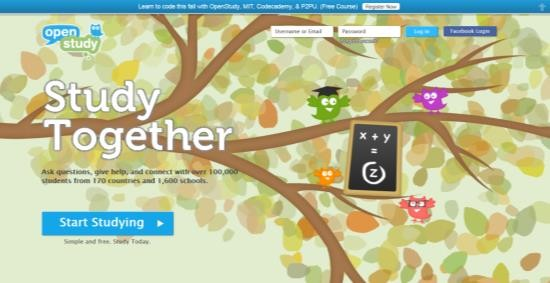 Learn to code this fall with OpenStudy, MIT, Codecademy, & P2PU. (Free Course) Register Now
open
study
Username or Email Password Log in Facebook Login
Study
Together
x + y
=
z
Ask questions, give help, and connect with over 100,000
students from 170 countries and 1,600 schools.
Start Studying
Simple and free. Study Today.